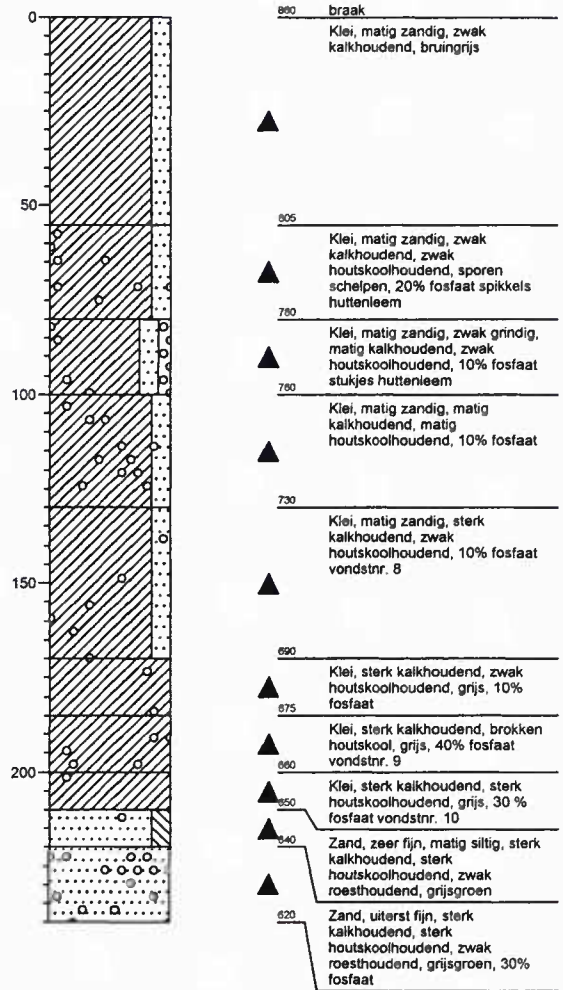 0
860
braak
Klei, matig zandig, zwak
kalkhoudend, bruingrijs
50
805
Klei, matig zandig, zwak
kalkhoudend, zwak
houtskoolhoudend, sporen
schelpen, 20% fosfaat spikkels
huttenleem
780
Klei, matig zandig, zwak grindig,
matig kalkhoudend, zwak
houtskoolhoudend, 10% fosfaat
stukjes huttenleem
100
760
Klei, matig zandig, matig
kalkhoudend, matig
houtskoolhoudend, 10% fosfaat
730
Klei, matig zandig, sterk
kalkhoudend, zwak
houtskoolhoudend, 10% fosfaat
vondstnr. 8
150
690
Klei, sterk kalkhoudend, zwak
houtskoolhoudend, grijs, 10%
fosfaat
675
Klei, sterk kalkhoudend, brokken
houtskool, grijs, 40% fosfaat
vondstnr. 9
200
660
Klei, sterk kalkhoudend, sterk
houtskoolhoudend, grijs, 30 %
fosfaat vondstnr. 10
650
Zand, zeer fijn, matig siltig, sterk
kalkhoudend, sterk
houtskoolhoudend, zwak
roesthoudend, grijsgroen
640
Zand, uiterst fijn, sterk
kalkhoudend, sterk
houtskoolhoudend, zwak
roesthoudend, grijsgroen, 30%
fosfaat
620